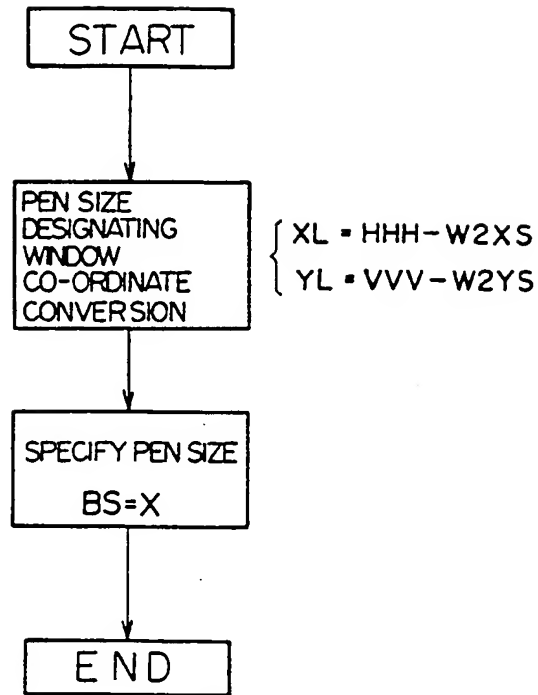 START
PEN SIZE
DESIGNATING
WINDOW
CO-ORDINATE
CONVERSION
XL = HHH-W2XS
YL = VVV-W2YS
SPECIFY PEN SIZE
BS=X
END